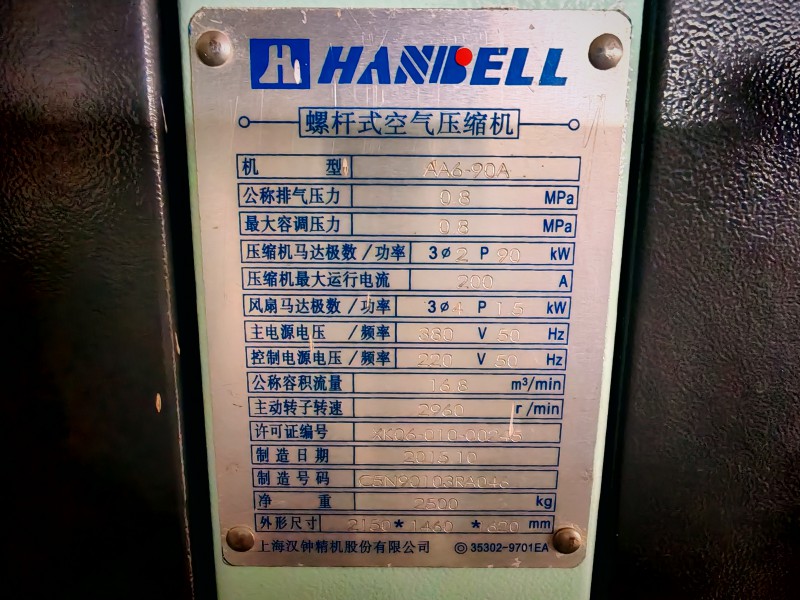 H HANBELL
螺杆式空气压缩机
机 型 AA6-90A
公称排气压力 0.8 MPa
最大容调压力 0.8 MPa
压缩机马达极数/功率 3φ2 P 90 kW
压缩机最大运行电流 200 A
风扇马达极数/功率 3φ4 P 1.5 kW
主电源电压/频率 380 V 50 Hz
控制电源电压/频率 220 V 50 Hz
公称容积流量 16.8 m³/min
主动转子转速 2960 r/min
许可证编号
制造日期 2015.10
制造号码
净 重 2500 kg
外形尺寸 2150*1460* mm
上海汉钟精机股份有限公司 ©35302-9701EA